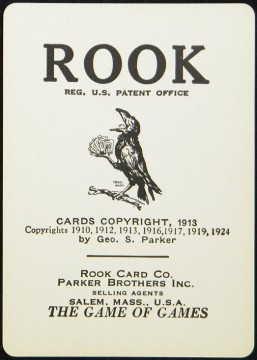 ROOK
REG. U.S. PATENT OFFICE
CARDS COPYRIGHT, 1913
Copyrights 1910, 1912, 1913, 1916, 1917, 1919, 1924
by Geo. S. Parker
ROOK CARD CO.
PARKER BROTHERS INC.
SELLING AGENTS
SALEM, MASS., U.S.A.
THE GAME OF GAMES